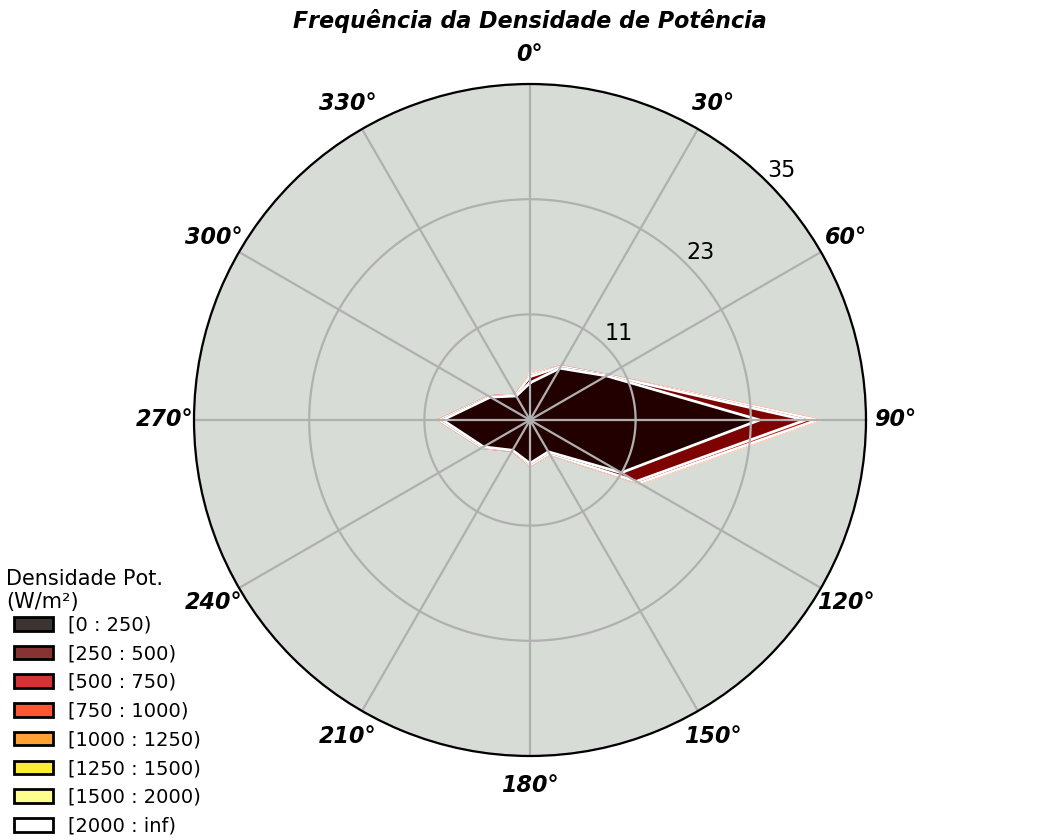 Frequência da Densidade de Potência
0°
330°
30°
35
300°
60°
23
11
270°
90°
240°
120°
210°
150°
180°
Densidade Pot.
(W/m²)
[0 : 250)
[250 : 500)
[500 : 750)
[750 : 1000)
[1000 : 1250)
[1250 : 1500)
[1500 : 2000)
[2000 : inf)